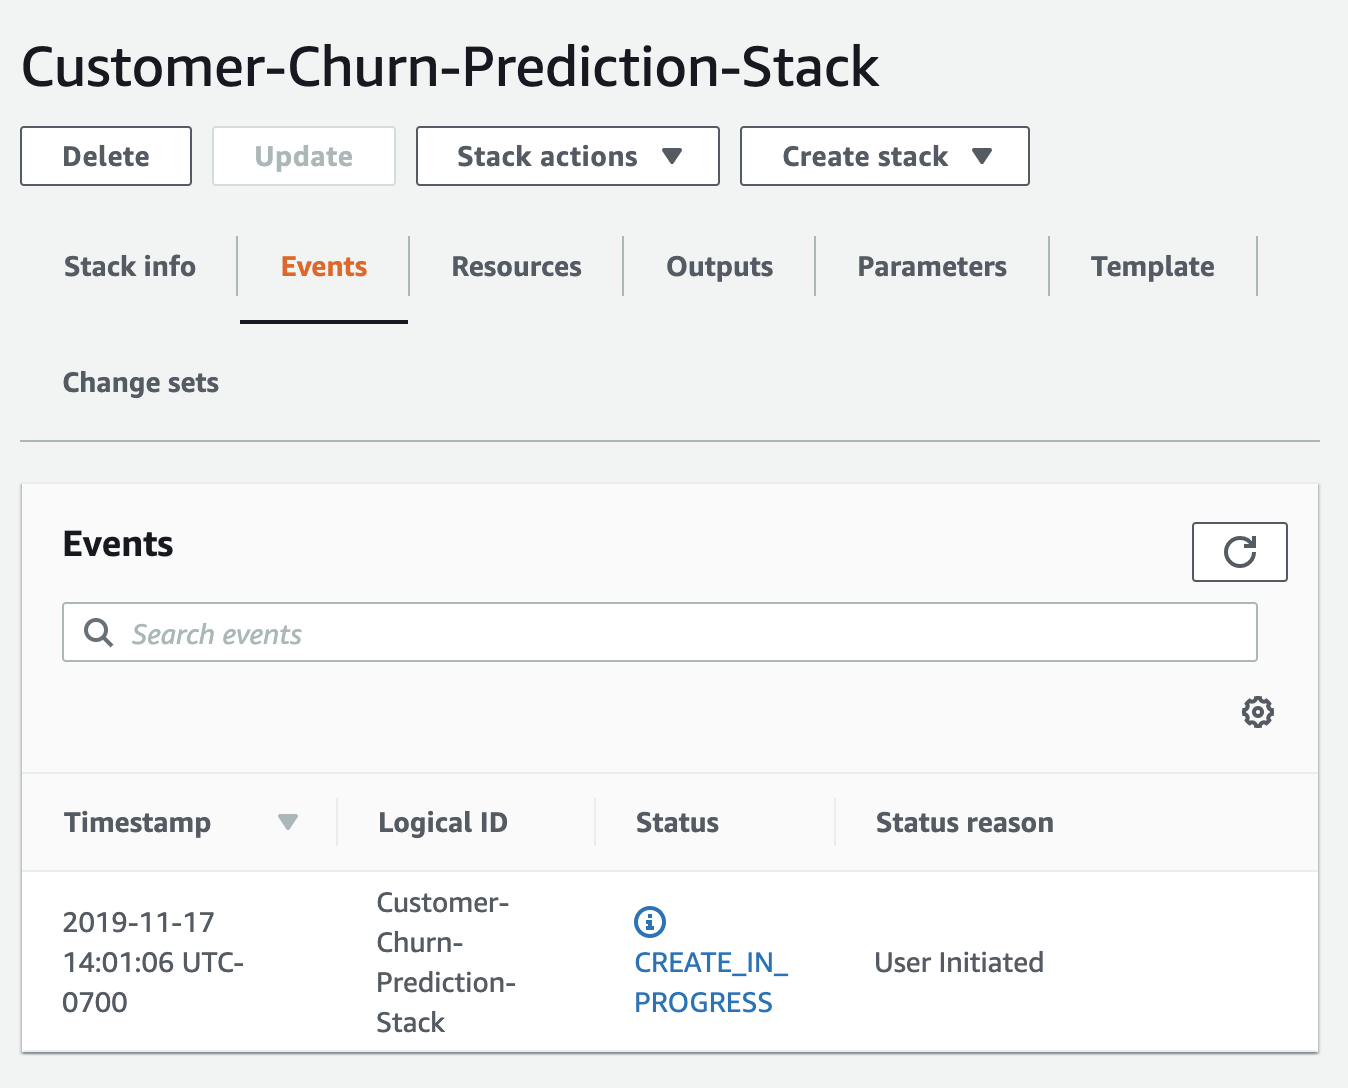 Customer-Churn-Prediction-Stack
Delete Update Stack actions Create stack
Stack info Events Resources Outputs Parameters Template
Change sets
Events
Search events
Timestamp Logical ID Status Status reason
2019-11-17
14:01:06 UTC-
0700
Customer-
Churn-
Prediction-
Stack
CREATE_IN_
PROGRESS
User Initiated